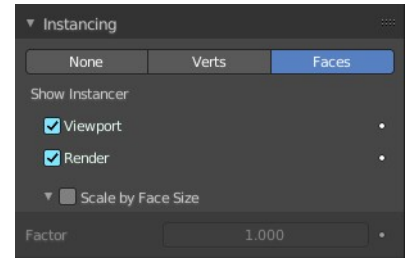 Instancing
None Verts Faces
Show Instancer
Viewport
Render
Scale by Face Size
Factor 1.000